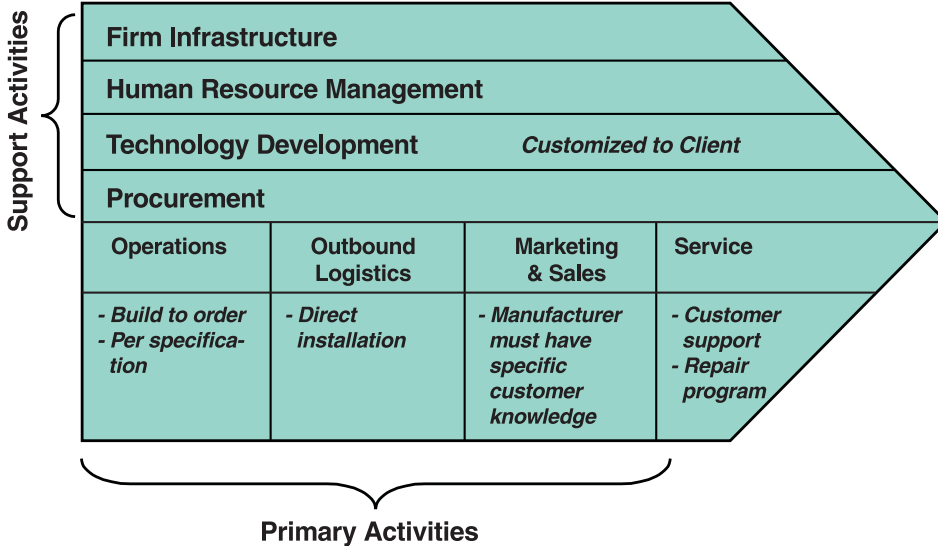 Support Activities
Firm Infrastructure
Human Resource Management
Technology Development Customized to Client
Procurement
Operations
Outbound
Logistics
Marketing
& Sales
Service
- Build to order
- Per specifica-
tion
- Direct
installation
- Manufacturer
must have
specific
customer
knowledge
- Customer
support
- Repair
program
Primary Activities